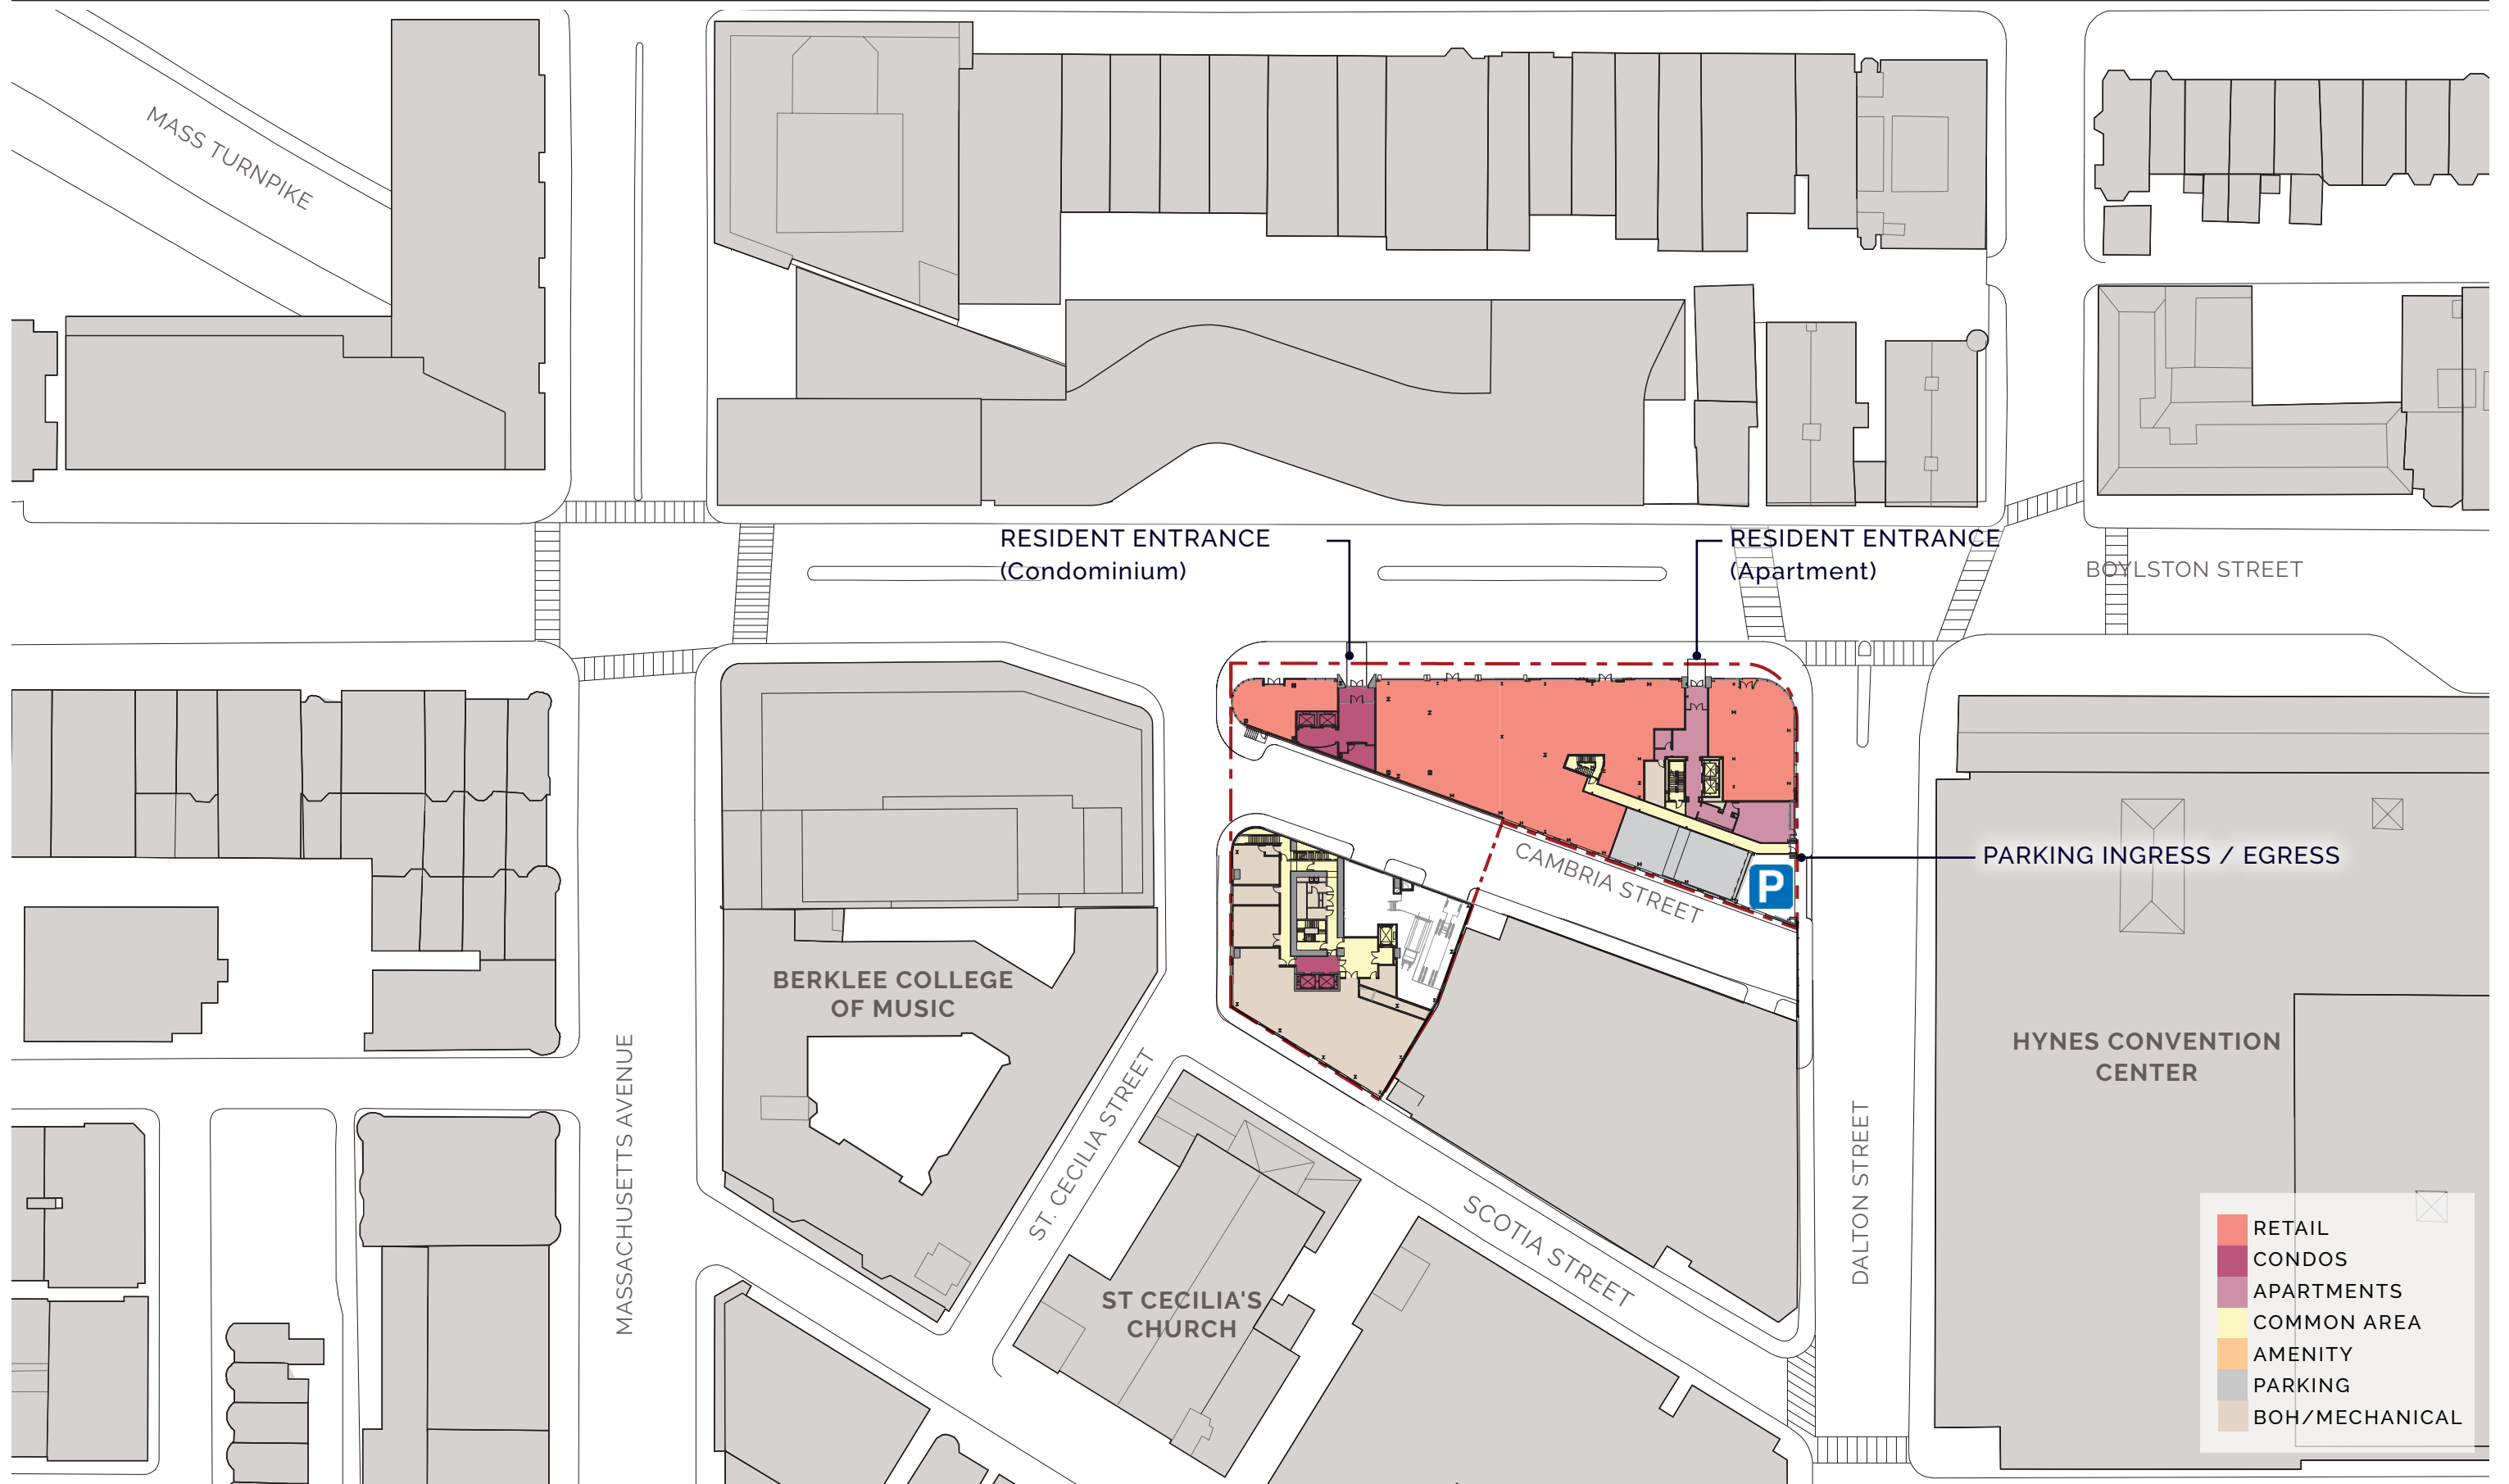 MASS TURNPIKE
RESIDENT ENTRANCE
(Condominium)
RESIDENT ENTRANCE
(Apartment)
BOYLSTON STREET
CAMBRIA STREET
PARKING INGRESS / EGRESS
P
BERKLEE COLLEGE
OF MUSIC
HYNES CONVENTION
CENTER
MASSACHUSETTS AVENUE
ST. CECILIA STREET
SCOTIA STREET
DALTON STREET
ST CECILIA'S
CHURCH
RETAIL
CONDOS
APARTMENTS
COMMON AREA
AMENITY
PARKING
BOH/MECHANICAL